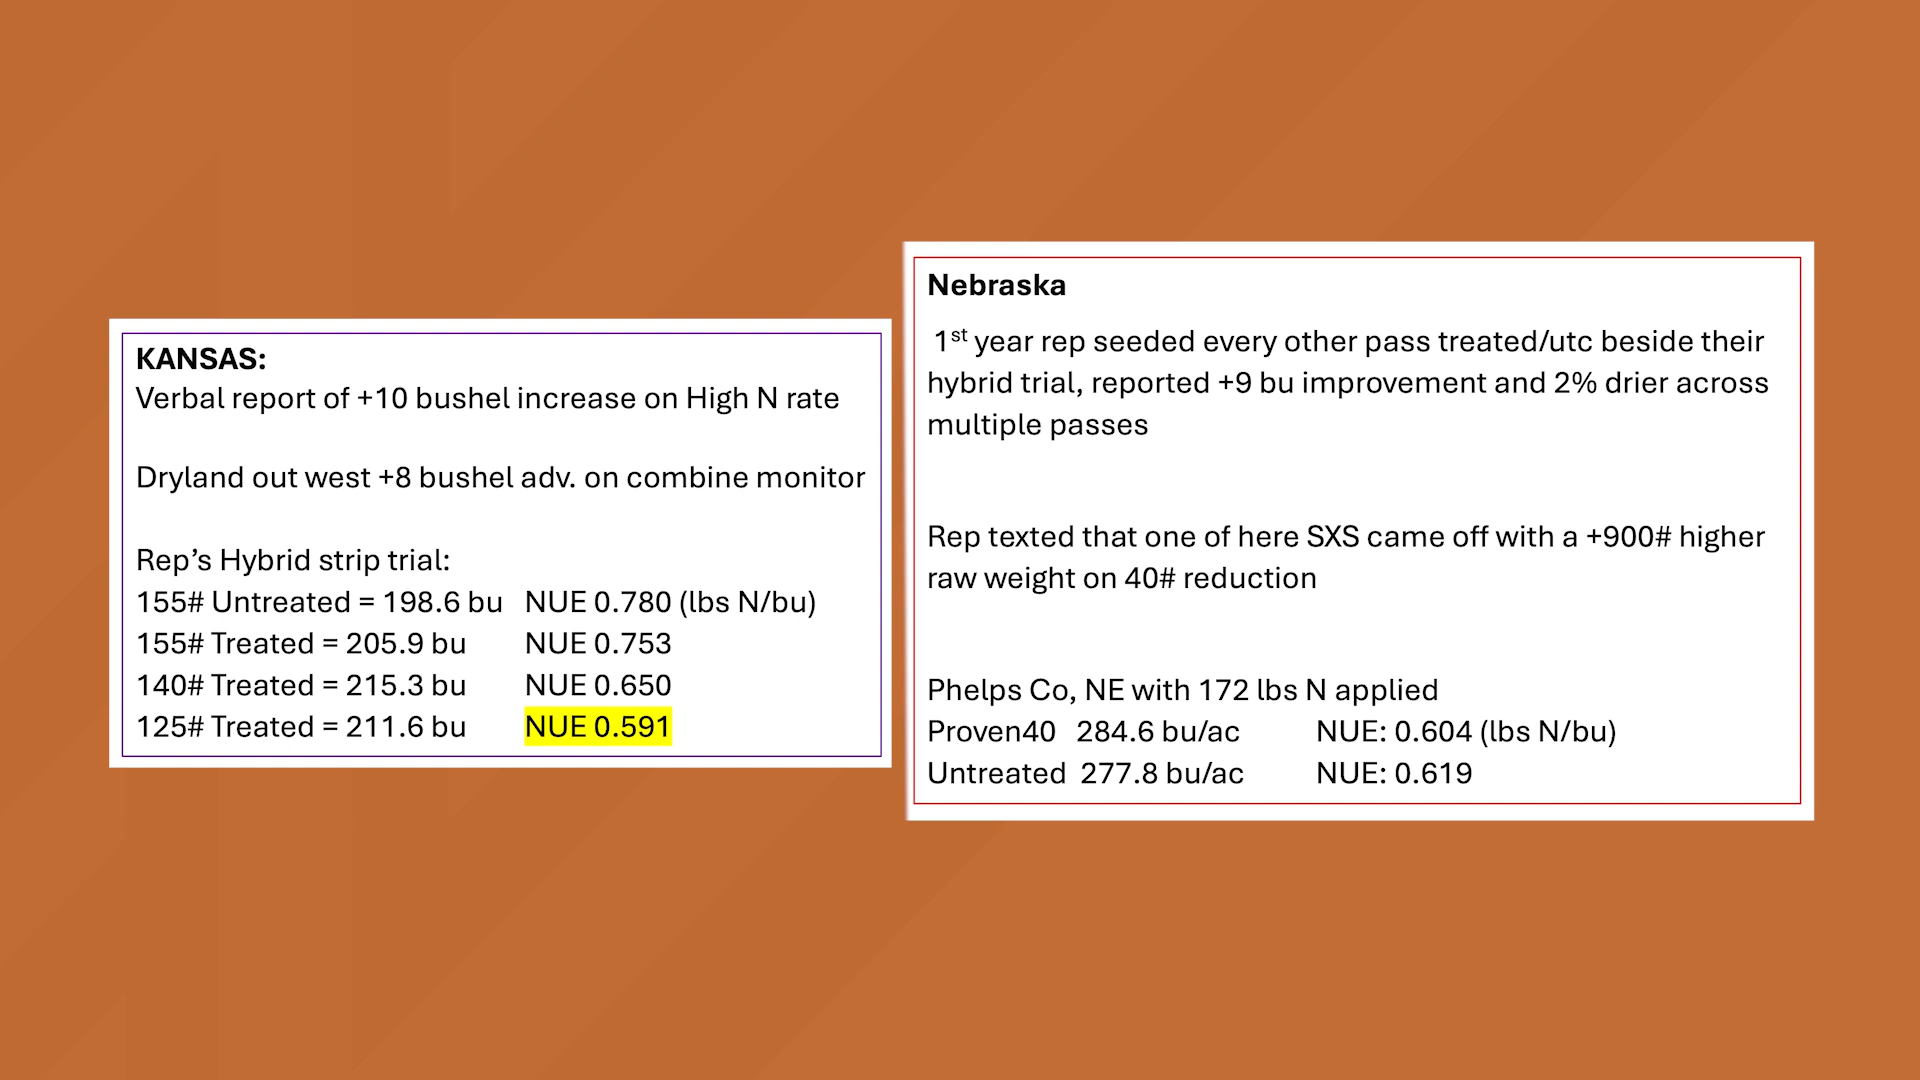 KANSAS:
Verbal report of +10 bushel increase on High N rate
Dryland out west +8 bushel adv. on combine monitor
Rep’s Hybrid strip trial:
155# Untreated = 198.6 bu NUE 0.780 (lbs N/bu)
155# Treated = 205.9 bu NUE 0.753
140# Treated = 215.3 bu NUE 0.650
125# Treated = 211.6 bu NUE 0.591
Nebraska
1st year rep seeded every other pass treated/utc beside their
hybrid trial, reported +9 bu improvement and 2% drier across
multiple passes
Rep texted that one of here SXS came off with a +900# higher
raw weight on 40# reduction
Phelps Co, NE with 172 lbs N applied
Proven40 284.6 bu/ac NUE: 0.604 (lbs N/bu)
Untreated 277.8 bu/ac NUE: 0.619